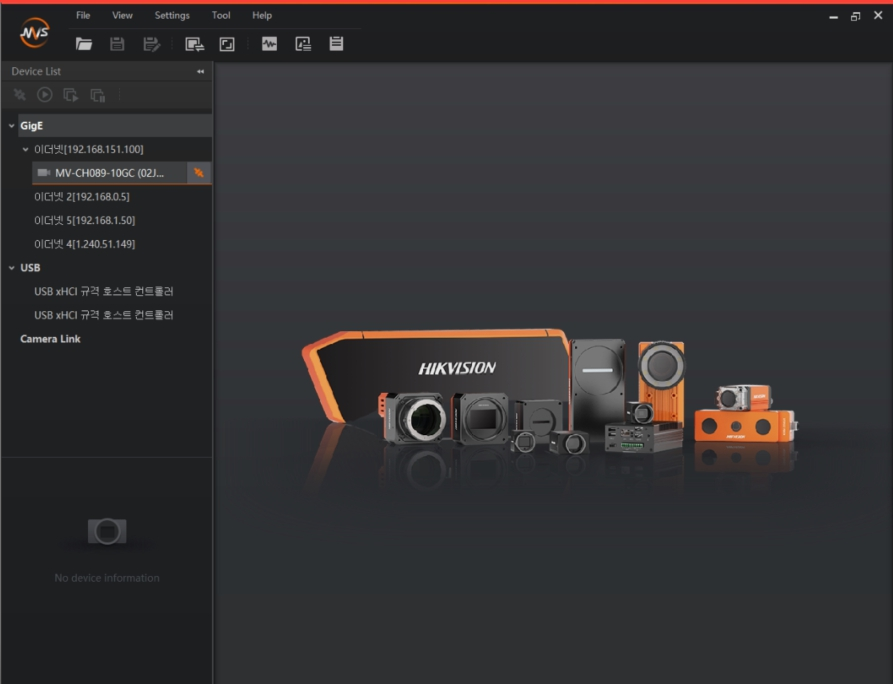 MVS
File View Settings Tool Help
Device List
GigE
이더넷[192.168.151.100]
MV-CH089-10GC (02J...
이더넷 2[192.168.0.5]
이더넷 5[192.168.1.50]
이더넷 4[1.240.51.149]
USB
USB xHCI 규격 호스트 컨트롤러
USB xHCI 규격 호스트 컨트롤러
Camera Link
HIKVISION
No device information